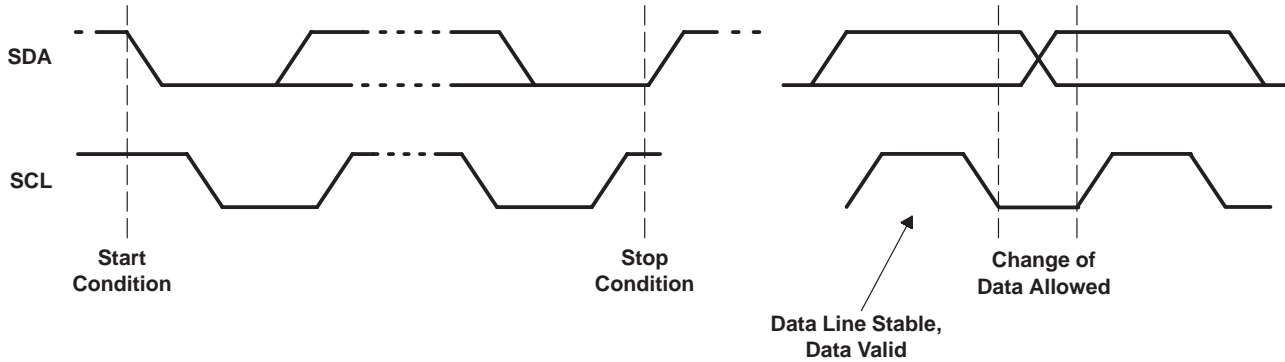 SDA
SCL
Start
Condition
Stop
Condition
Change of
Data Allowed
Data Line Stable,
Data Valid